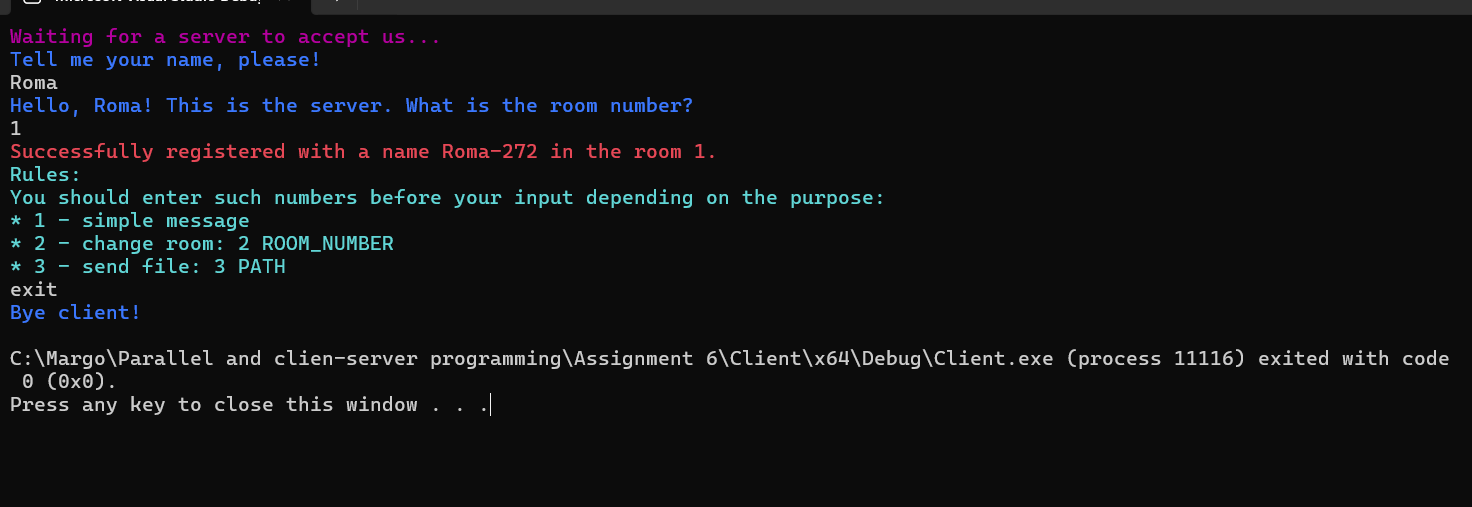 Waiting for a server to accept us...
Tell me your name, please!
Roma
Hello, Roma! This is the server. What is the room number?
1
Successfully registered with a name Roma-272 in the room 1.
Rules:
You should enter such numbers before your input depending on the purpose:
* 1 - simple message
* 2 - change room: 2 ROOM_NUMBER
* 3 - send file: 3 PATH
exit
Bye client!
C:\Margo\Parallel and clien-server programming\Assignment 6\Client\x64\Debug\Client.exe (process 11116) exited with code
0 (0x0).
Press any key to close this window . . .